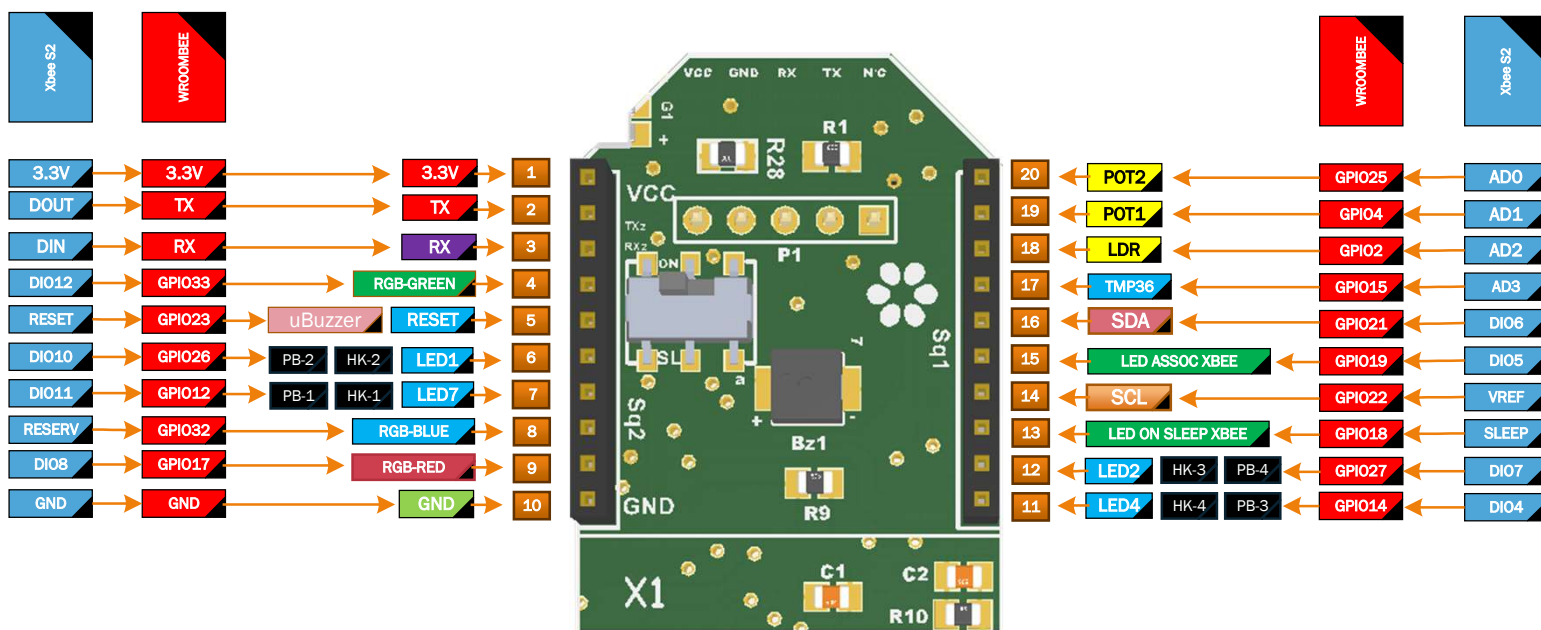 Xbee S2 WROOMBEE WROOMBEE Xbee S2
VCC GND RX TX NC
G1
+
R28
R1
3.3V 3.3V 3.3V 1 20 POT2 GPIO25 AD0
DOUT TX TX 2 19 POT1 GPIO4 AD1
DIN RX RX 3 18 LDR GPIO2 AD2
DIO12 GPIO33 RGB-GREEN 4 17 TMP36 GPIO15 AD3
RESET GPIO23 uBuzzer RESET 5 16 SDA GPIO21 DIO6
DIO10 GPIO26 PB-2 HK-2 LED1 6 15 LED ASSOC XBEE GPIO19 DIO5
DIO11 GPIO12 PB-1 HK-1 LED7 7 14 SCL GPIO22 VREF
RESERV GPIO32 RGB-BLUE 8 13 LED ON SLEEP XBEE GPIO18 SLEEP
DIO8 GPIO17 RGB-RED 9 12 LED2 HK-3 PB-4 GPIO27 DIO7
GND GND GND 10 11 LED4 HK-4 PB-3 GPIO14 DIO4
VCC
TXz
RXz
P1
ON
SL
a
Sq1
Sq2
+ -
Bz1
GND
R9
X1
C1
C2
R10